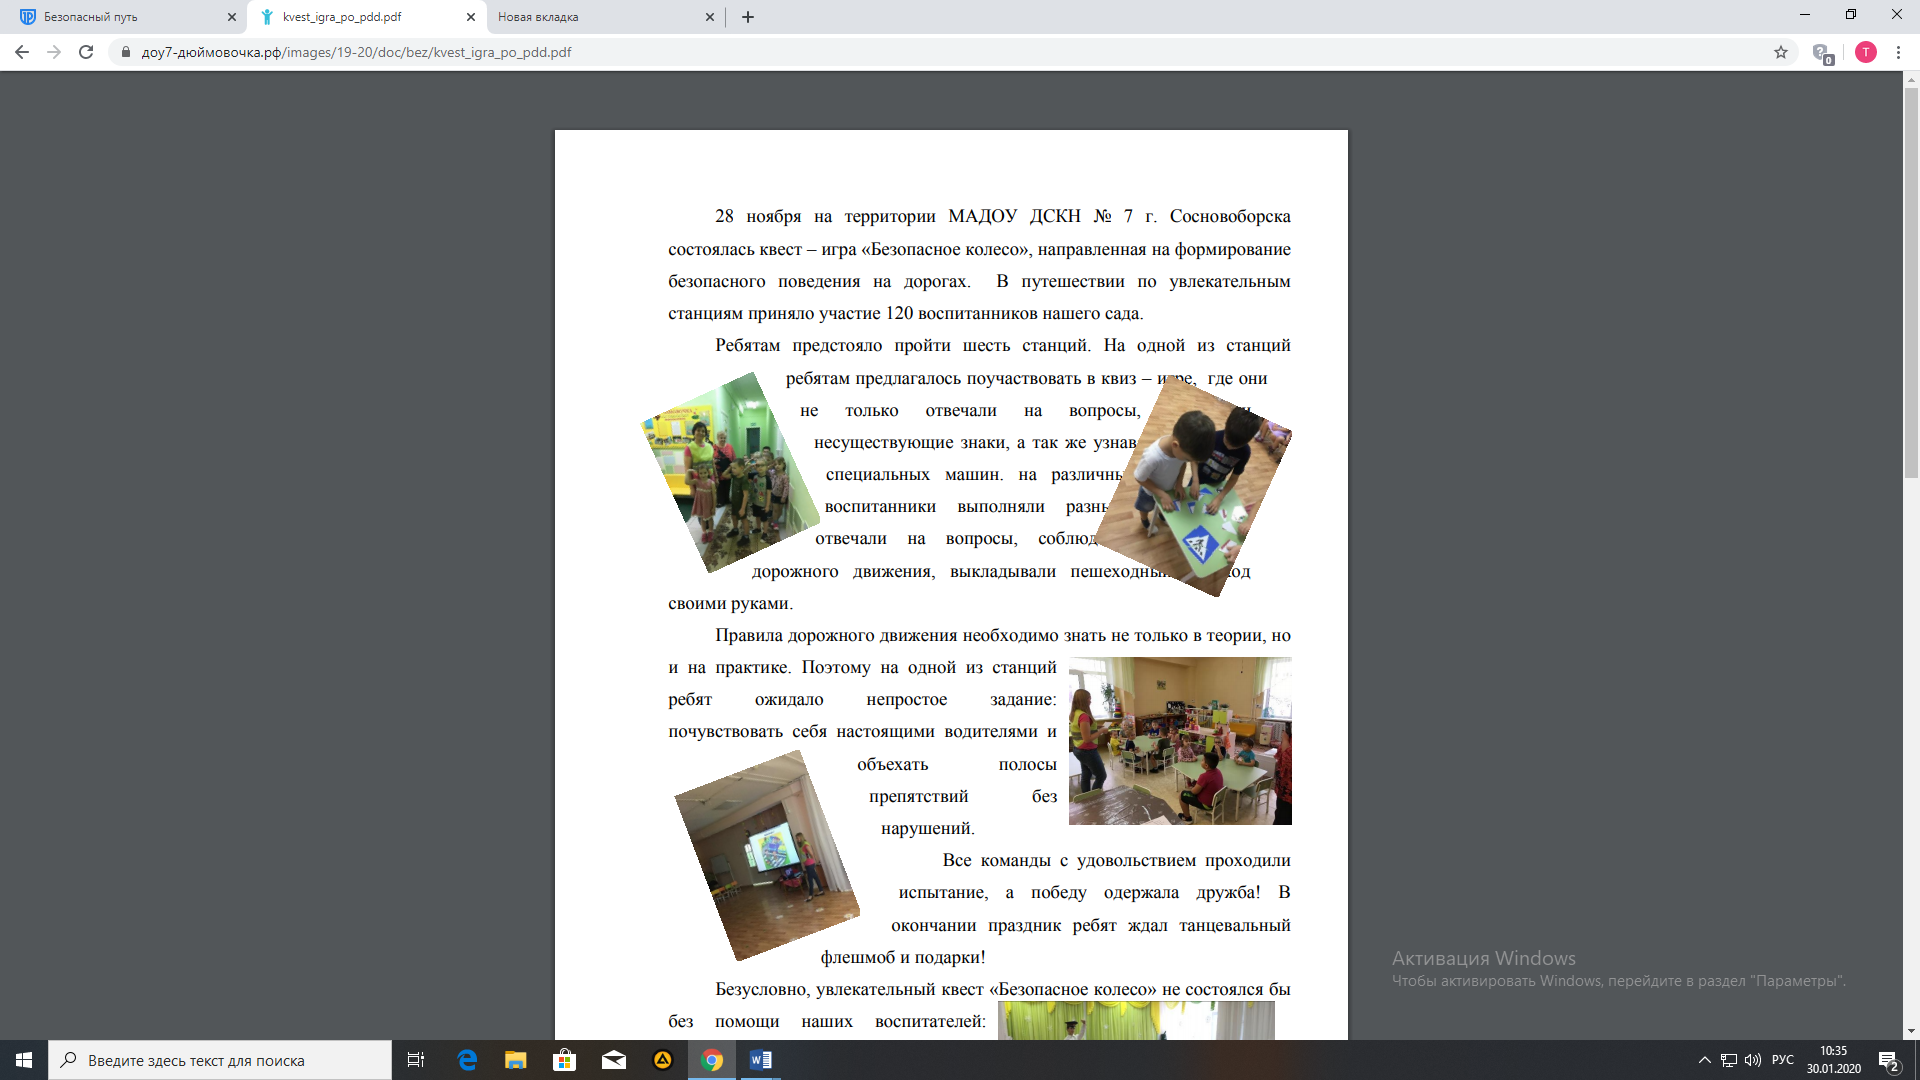 Безопасный путь
kvest_igra_po_pdd.pdf
Новая вкладка
доу7-дюймовочка.рф/images/19-20/doc/bez/kvest_igra_po_pdd.pdf
0
T
28 ноября на территории МАДОУ ДСКН № 7 г. Сосновоборска
состоялась квест – игра «Безопасное колесо», направленная на формирование
безопасного поведения на дорогах. В путешествии по увлекательным
станциям приняло участие 120 воспитанников нашего сада.
Ребятам предстояло пройти шесть станций. На одной из станций
ребятам предлагалось поучаствовать в квиз – игре, где они
не только отвечали на вопросы,
несуществующие знаки, а так же узнав
специальных машин. на различны
воспитанники выполняли разны
отвечали на вопросы, соблюд
дорожного движения, выкладывали пешеходный
своими руками.
Правила дорожного движения необходимо знать не только в теории, но
и на практике. Поэтому на одной из станций
ребят ожидало непростое задание:
почувствовать себя настоящими водителями и
объехать полосы
препятствий без
нарушений.
Все команды с удовольствием проходили
испытание, а победу одержала дружба! В
окончании праздник ребят ждал танцевальный
флешмоб и подарки!
Безусловно, увлекательный квест «Безопасное колесо» не состоялся бы
без помощи наших воспитателей:
Активация Windows
Чтобы активировать Windows, перейдите в раздел "Параметры".
Введите здесь текст для поиска
РУС
10:35
30.01.2020
2